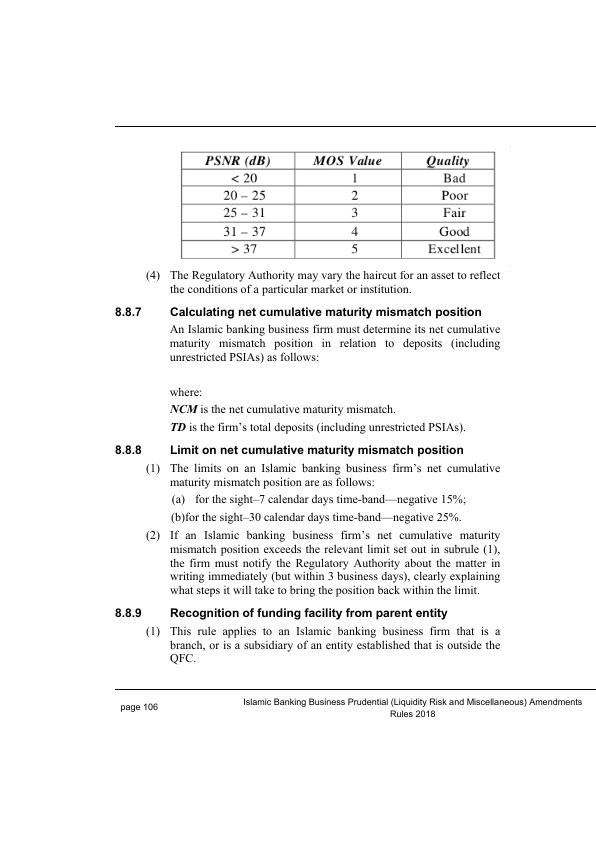 PSNR (dB) MOS Value Quality
< 20 1 Bad
20 – 25 2 Poor
25 – 31 3 Fair
31 – 37 4 Good
> 37 5 Excellent
(4) The Regulatory Authority may vary the haircut for an asset to reflect
the conditions of a particular market or institution.
8.8.7 Calculating net cumulative maturity mismatch position
An Islamic banking business firm must determine its net cumulative
maturity mismatch position in relation to deposits (including
unrestricted PSIAs) as follows:
where:
NCM is the net cumulative maturity mismatch.
TD is the firm's total deposits (including unrestricted PSIAs).
8.8.8 Limit on net cumulative maturity mismatch position
(1) The limits on an Islamic banking business firm's net cumulative
maturity mismatch position are as follows:
(a) for the sight–7 calendar days time-band—negative 15%;
(b)for the sight–30 calendar days time-band—negative 25%.
(2) If an Islamic banking business firm's net cumulative maturity
mismatch position exceeds the relevant limit set out in subrule (1),
the firm must notify the Regulatory Authority about the matter in
writing immediately (but within 3 business days), clearly explaining
what steps it will take to bring the position back within the limit.
8.8.9 Recognition of funding facility from parent entity
(1) This rule applies to an Islamic banking business firm that is a
branch, or is a subsidiary of an entity established that is outside the
QFC.
page 106 Islamic Banking Business Prudential (Liquidity Risk and Miscellaneous) Amendments
Rules 2018